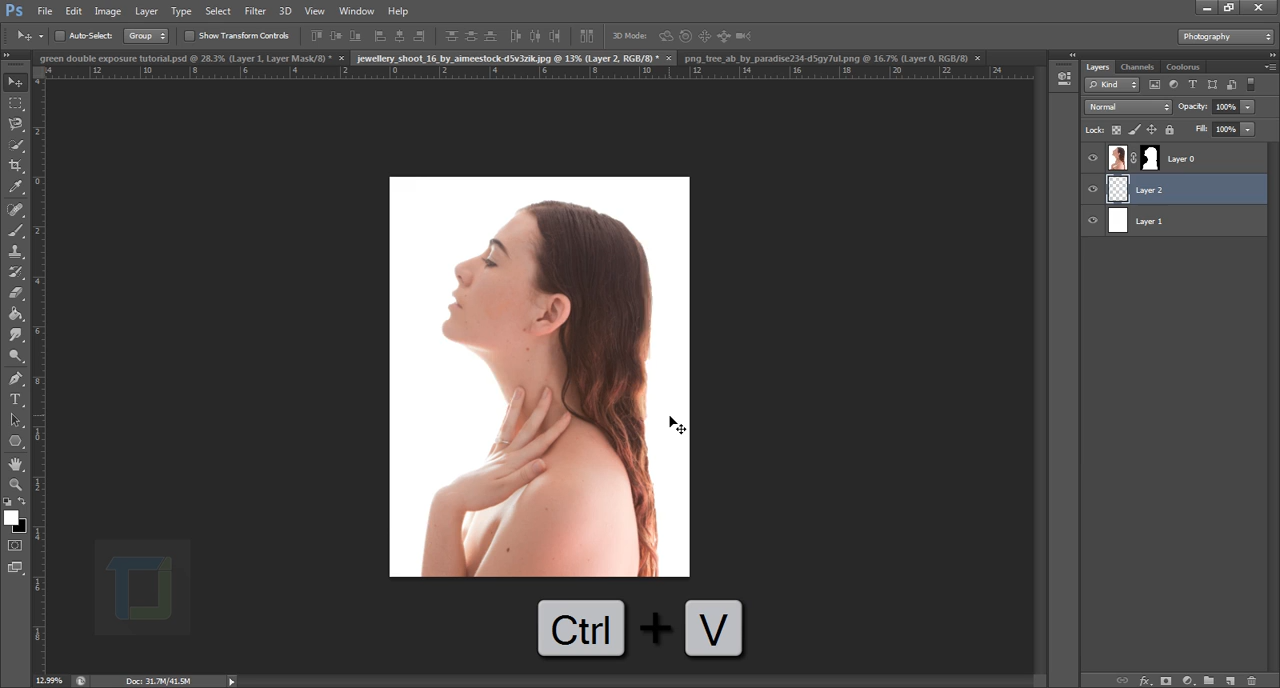 Ps File Edit Image Layer Type Select Filter 3D View Window Help
Auto-Select: Group Show Transform Controls 3D Mode: Photography
green double exposure tutorial.psd @ 28.3% (Layer 1, Layer Mask/8) * × jewellery_shoot_16_by_aimeestock-d5v3zik.jpg @ 13% (Layer 2, RGB/8) * × png_tree_ab_by_paradise234-d5gy7ul.png @ 16.7% (Layer 0, RGB/8) ×
Layers Channels Coolorus
Kind
Normal Opacity: 100%
Lock: Fill: 100%
Layer 0
Layer 2
Layer 1
Ctrl + V
12.99% Doc: 31.7M/41.5M